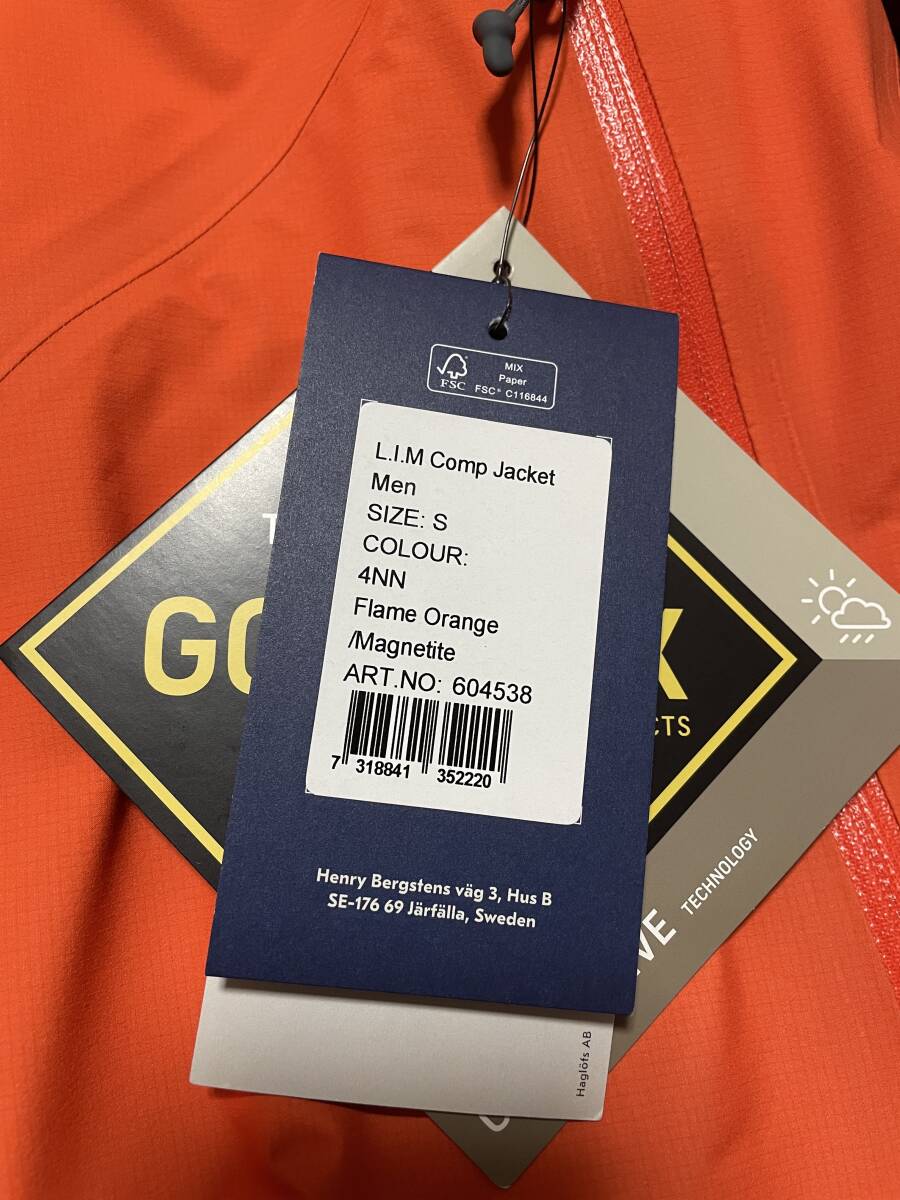 FSC
MIX
Paper
FSC® C116844
L.I.M Comp Jacket
Men
SIZE: S
COLOUR:
4NN
Flame Orange
/Magnetite
ART.NO: 604538
7 318841 352220
Henry Bergstens väg 3, Hus B
SE-176 69 Järfälla, Sweden
TECHNOLOGY
Haglöfs AB